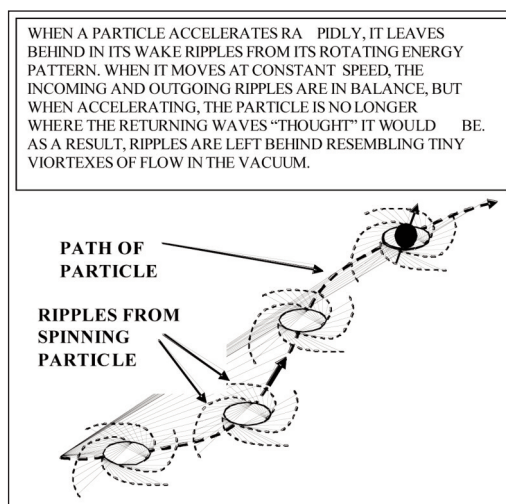 WHEN A PARTICLE ACCELERATES RA PIDLY, IT LEAVES
BEHIND IN ITS WAKE RIPPLES FROM ITS ROTATING ENERGY
PATTERN. WHEN IT MOVES AT CONSTANT SPEED, THE
INCOMING AND OUTGOING RIPPLES ARE IN BALANCE, BUT
WHEN ACCELERATING, THE PARTICLE IS NO LONGER
WHERE THE RETURNING WAVES “THOUGHT” IT WOULD BE.
AS A RESULT, RIPPLES ARE LEFT BEHIND RESEMBLING TINY
VIORTEXES OF FLOW IN THE VACUUM.
PATH OF
PARTICLE
RIPPLES FROM
SPINNING
PARTICLE